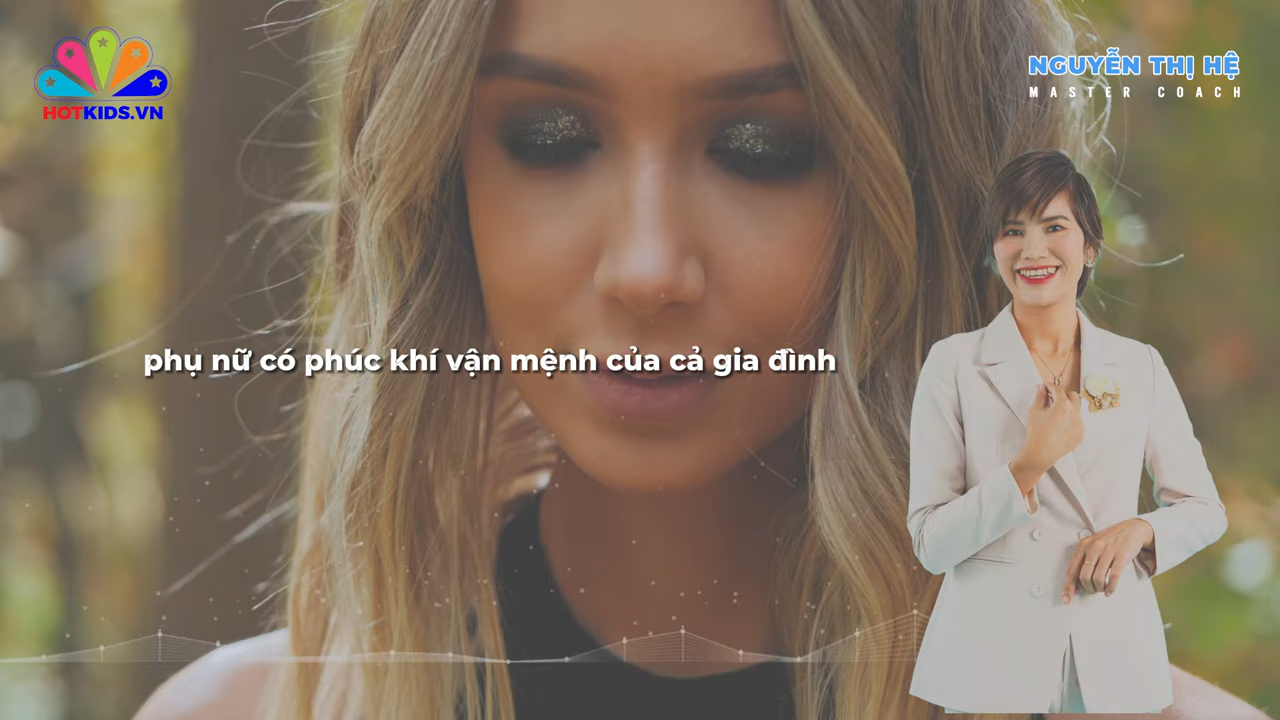 HOTKIDS.VN
NGUYỄN THỊ HỆ
MASTER COACH
phụ nữ có phúc khí vận mệnh của cả gia đình